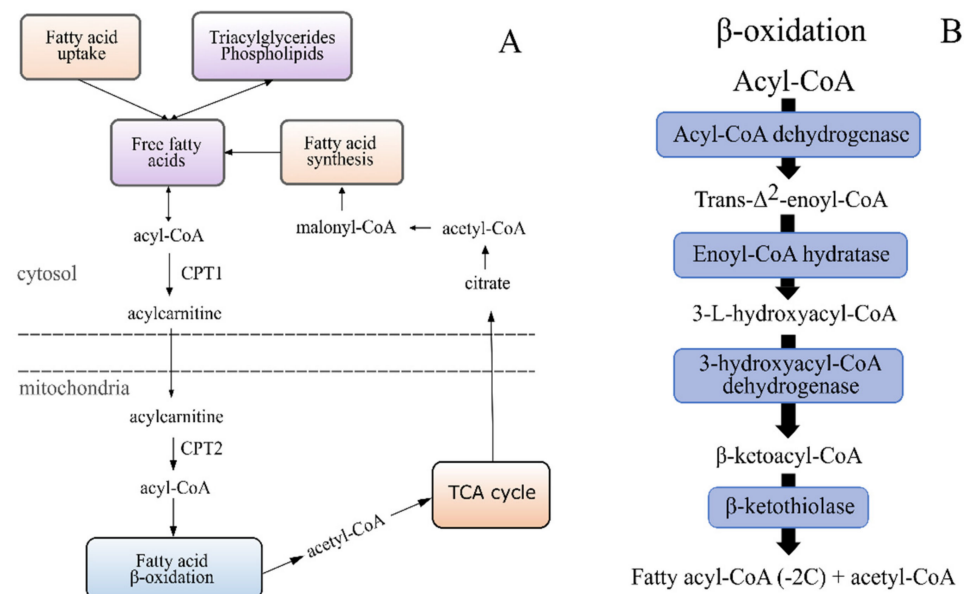 A
Fatty acid
uptake
Triacylglycerides
Phospholipids
Free fatty
acids
Fatty acid
synthesis
acyl-CoA
malonyl-CoA
acetyl-CoA
CPT1
cytosol
citrate
acylcarnitine
mitochondria
acylcarnitine
CPT2
acyl-CoA
TCA cycle
acetyl-CoA
Fatty acid
β-oxidation
B
β-oxidation
Acyl-CoA
Acyl-CoA dehydrogenase
Trans-Δ²-enoyl-CoA
Enoyl-CoA hydratase
3-L-hydroxyacyl-CoA
3-hydroxyacyl-CoA
dehydrogenase
β-ketoacyl-CoA
β-ketothiolase
Fatty acyl-CoA (-2C) + acetyl-CoA